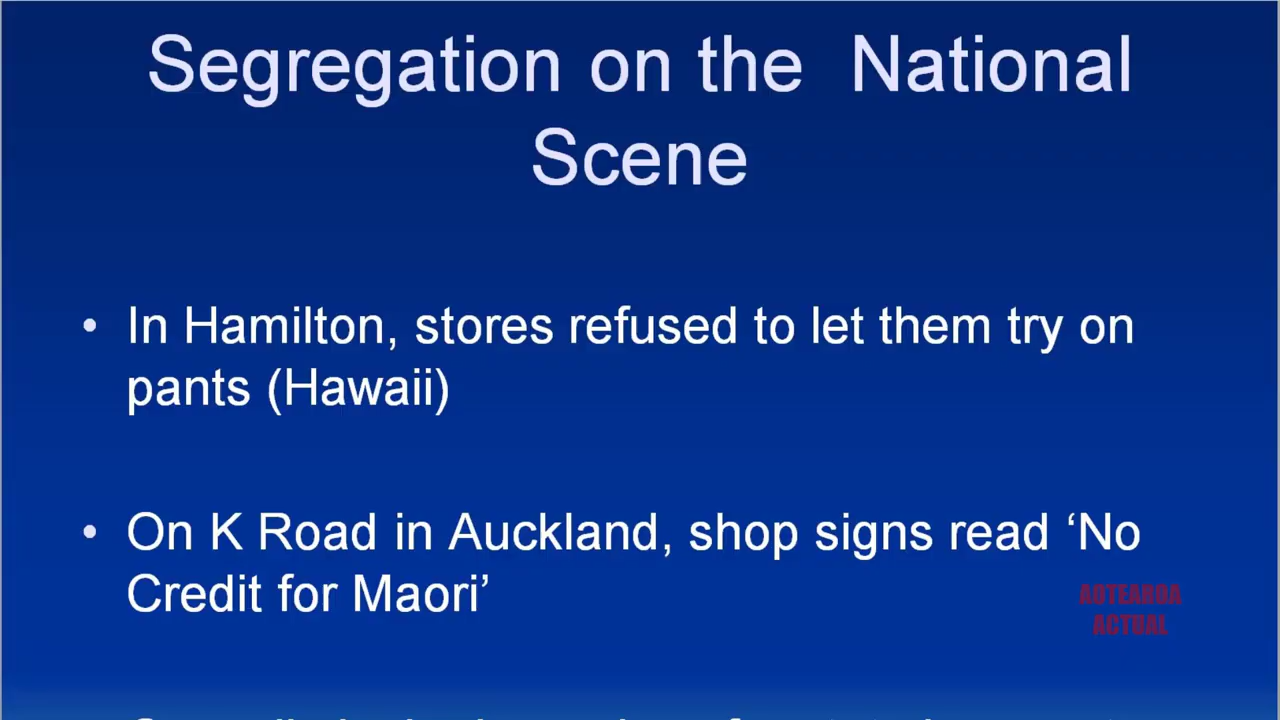 Segregation on the National
Scene
• In Hamilton, stores refused to let them try on
pants (Hawaii)
• On K Road in Auckland, shop signs read ‘No
Credit for Maori’
AOTEAROA
ACTUAL